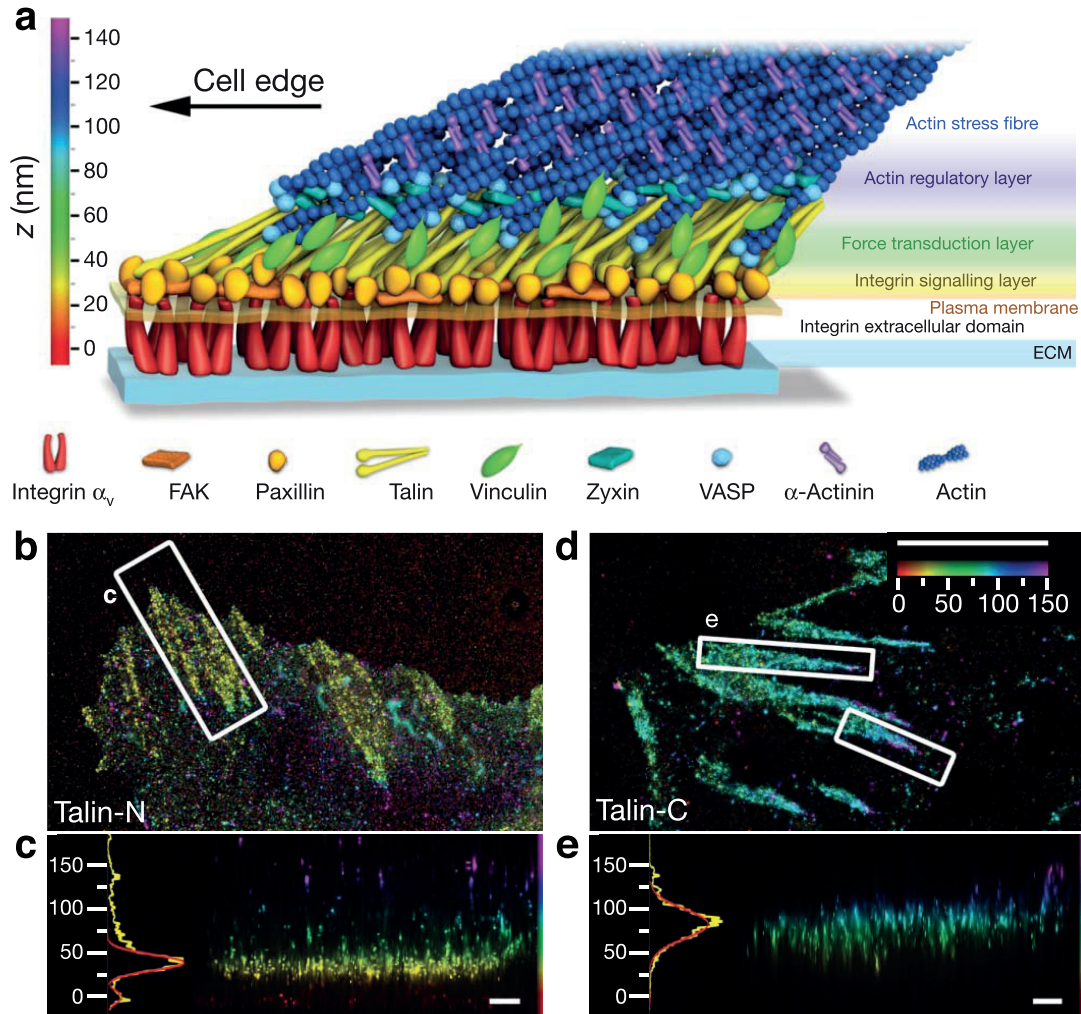 a
140
120
100
80
60
40
20
0
z (nm)
Cell edge
Actin stress fibre
Actin regulatory layer
Force transduction layer
Integrin signalling layer
Plasma membrane
Integrin extracellular domain
ECM
Integrin αv
FAK
Paxillin
Talin
Vinculin
Zyxin
VASP
α-Actinin
Actin
b
c
Talin-N
d
0 50 100 150
e
Talin-C
c
150
100
50
0
e
150
100
50
0